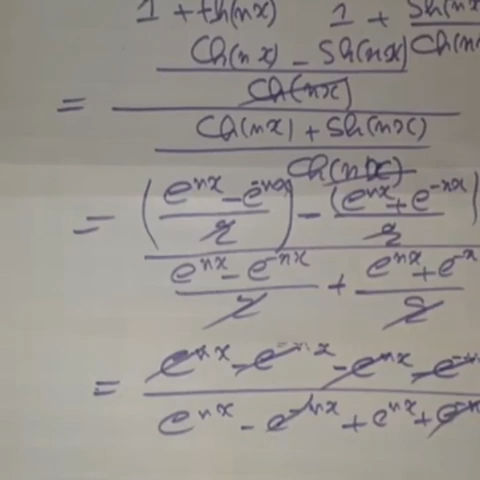 1 + th(nx)   1 + Sh(nx / Ch(nx
= ((Ch(nx) - Sh(nx)) / Ch(nx)) / ((Ch(nx) + Sh(nx)) / Ch(nx))
= ((e^nx - e^-nx / 2) - (e^nx + e^-nx / 2)) / (e^nx - e^-nx / 2 + e^nx + e^-x / 2)
= (e^nx - e^-nx - e^nx - e^-n) / (e^nx - e^-nx + e^nx + e^-n)